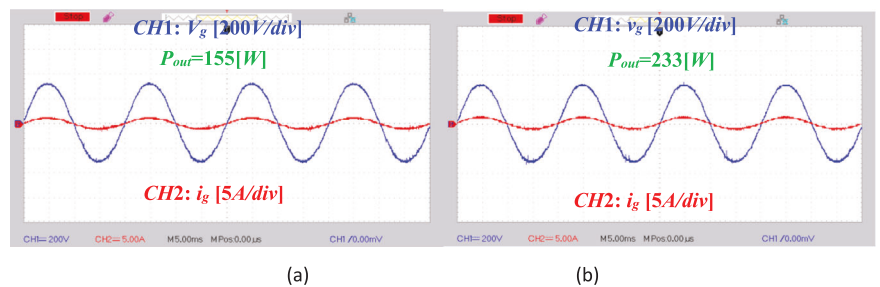 Stop
CH1: Vg [200V/div]
Pout=155[W]
CH2: ig [5A/div]
CH1= 200V CH2= 5.00A M5.00ms MPos:0.00µs CH1 /0.00mV
(a)
Stop
CH1: vg [200V/div]
Pout=233[W]
CH2: ig [5A/div]
CH1= 200V CH2= 5.00A M5.00ms MPos:0.00µs CH1 /0.00mV
(b)